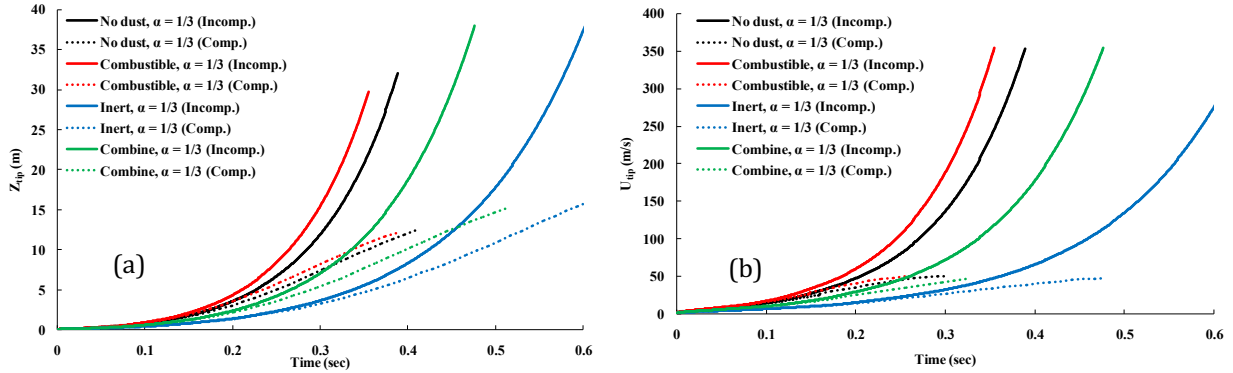 40
35
30
25
20
15
10
5
0
Z_tip (m)
No dust, α = 1/3 (Incomp.)
No dust, α = 1/3 (Comp.)
Combustible, α = 1/3 (Incomp.)
Combustible, α = 1/3 (Comp.)
Inert, α = 1/3 (Incomp.)
Inert, α = 1/3 (Comp.)
Combine, α = 1/3 (Incomp.)
Combine, α = 1/3 (Comp.)
(a)
0 0.1 0.2 0.3 0.4 0.5 0.6
Time (sec)
400
350
300
250
200
150
100
50
0
U_tip (m/s)
No dust, α = 1/3 (Incomp.)
No dust, α = 1/3 (Comp.)
Combustible, α = 1/3 (Incomp.)
Combustible, α = 1/3 (Comp.)
Inert, α = 1/3 (Incomp.)
Inert, α = 1/3 (Comp.)
Combine, α = 1/3 (Incomp.)
Combine, α = 1/3 (Comp.)
(b)
0 0.1 0.2 0.3 0.4 0.5 0.6
Time (sec)